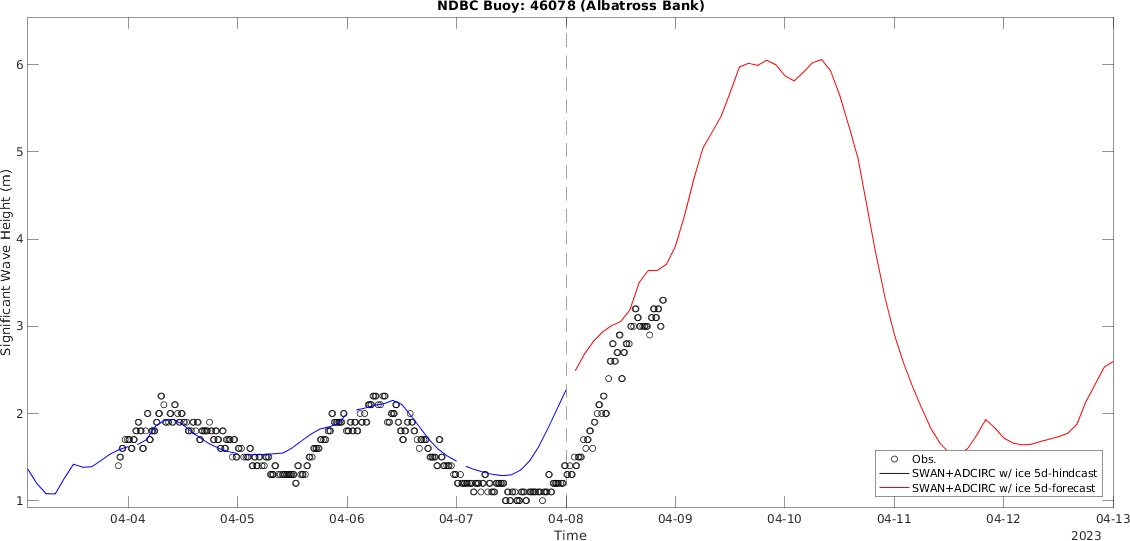 NDBC Buoy: 46078 (Albatross Bank)
Significant Wave Height (m)
6
5
4
3
2
1
Obs.
SWAN+ADCIRC w/ ice 5d-hindcast
SWAN+ADCIRC w/ ice 5d-forecast
04-04 04-05 04-06 04-07 04-08 04-09 04-10 04-11 04-12 04-13
Time
2023